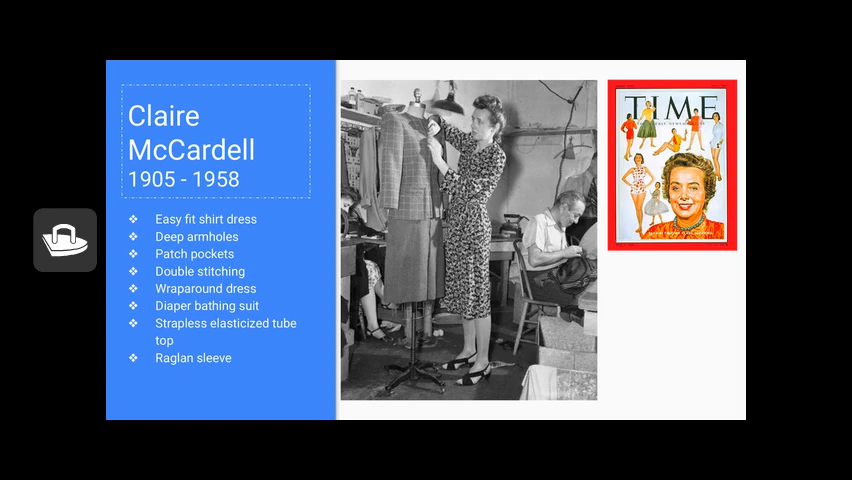 Claire
McCardell
1905 - 1958
❖ Easy fit shirt dress
❖ Deep armholes
❖ Patch pockets
❖ Double stitching
❖ Wraparound dress
❖ Diaper bathing suit
❖ Strapless elasticized tube
top
❖ Raglan sleeve
TIME